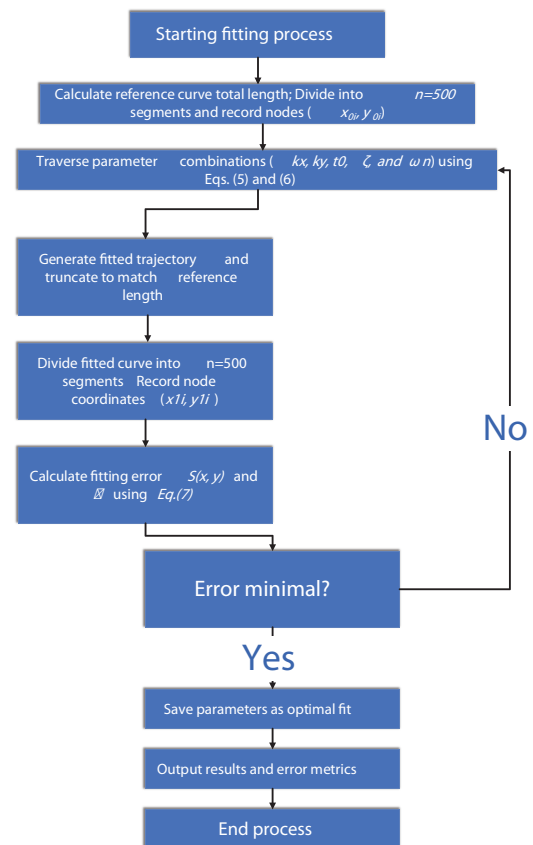 Starting fitting process
Calculate reference curve total length; Divide into n=500
segments and record nodes ( x0i, y0i)
Traverse parameter combinations ( kx, ky, t0, ζ, and ω n) using
Eqs. (5) and (6)
Generate fitted trajectory and
truncate to match reference
length
Divide fitted curve into n=500
segments Record node
coordinates (x1i, y1i )
Calculate fitting error S(x, y) and
using Eq.(7)
Error minimal?
No
Yes
Save parameters as optimal fit
Output results and error metrics
End process